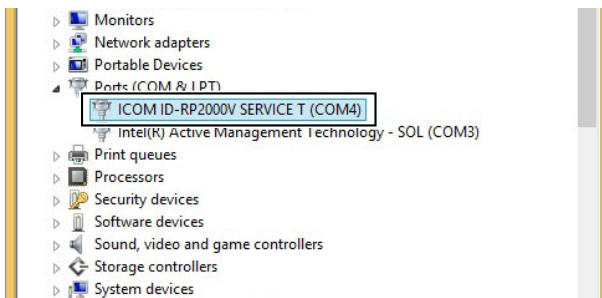 Monitors
Network adapters
Portable Devices
Ports (COM & LPT)
ICOM ID-RP2000V SERVICE T (COM4)
Intel(R) Active Management Technology - SOL (COM3)
Print queues
Processors
Security devices
Software devices
Sound, video and game controllers
Storage controllers
System devices